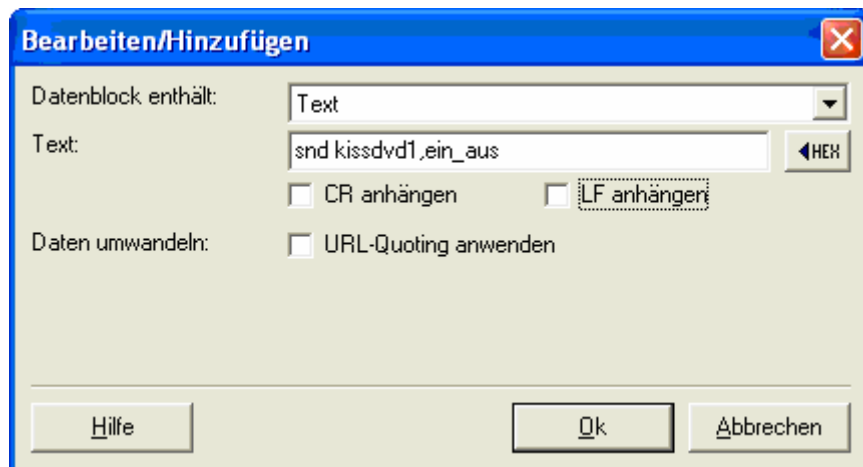 Bearbeiten/Hinzufügen
Datenblock enthält: Text
Text: snd kissdvd1,ein_aus HEX
CR anhängen LF anhängen
Daten umwandeln: URL-Quoting anwenden
Hilfe Ok Abbrechen